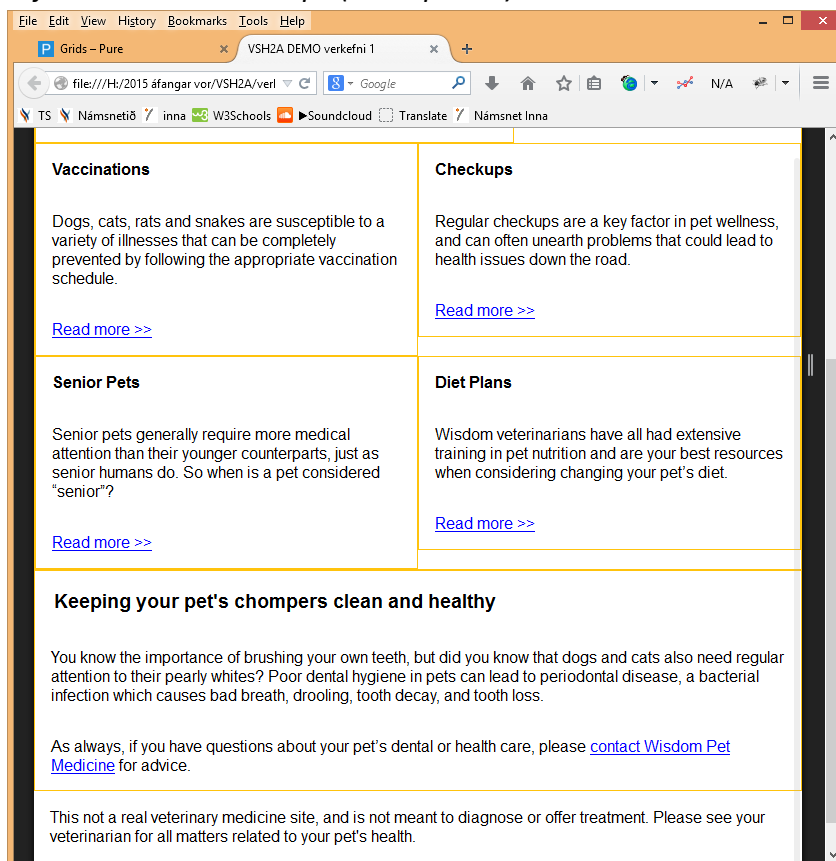 File Edit View History Bookmarks Tools Help
Grids – Pure
VSH2A DEMO verkefni 1
file:///H:/2015 áfangar vor/VSH2A/verl
Google
N/A
TS Námsnetið inna W3Schools ▶Soundcloud Translate Námsnet Inna
Vaccinations
Dogs, cats, rats and snakes are susceptible to a
variety of illnesses that can be completely
prevented by following the appropriate vaccination
schedule.
Read more >>
Checkups
Regular checkups are a key factor in pet wellness,
and can often unearth problems that could lead to
health issues down the road.
Read more >>
Senior Pets
Senior pets generally require more medical
attention than their younger counterparts, just as
senior humans do. So when is a pet considered
“senior”?
Read more >>
Diet Plans
Wisdom veterinarians have all had extensive
training in pet nutrition and are your best resources
when considering changing your pet’s diet.
Read more >>
Keeping your pet's chompers clean and healthy
You know the importance of brushing your own teeth, but did you know that dogs and cats also need regular
attention to their pearly whites? Poor dental hygiene in pets can lead to periodontal disease, a bacterial
infection which causes bad breath, drooling, tooth decay, and tooth loss.
As always, if you have questions about your pet’s dental or health care, please contact Wisdom Pet
Medicine for advice.
This not a real veterinary medicine site, and is not meant to diagnose or offer treatment. Please see your
veterinarian for all matters related to your pet's health.